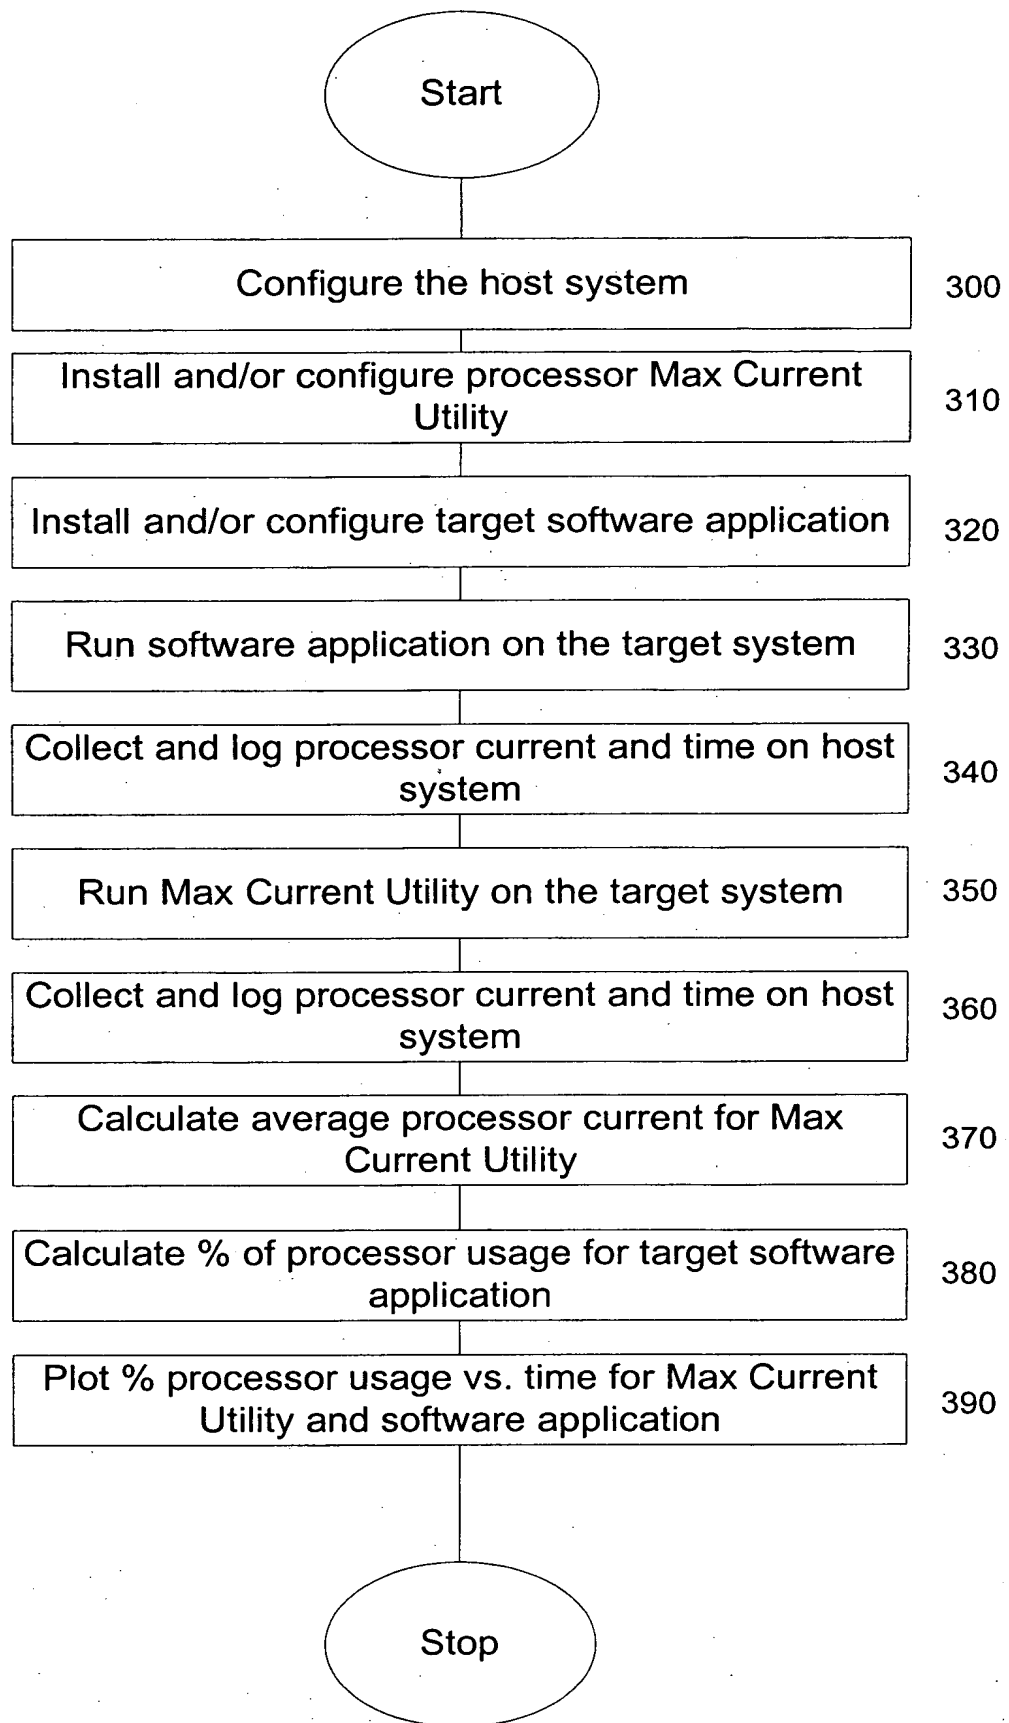 Start
Configure the host system
300
Install and/or configure processor Max Current
Utility
310
Install and/or configure target software application
320
Run software application on the target system
330
Collect and log processor current and time on host
system
340
Run Max Current Utility on the target system
350
Collect and log processor current and time on host
system
360
Calculate average processor current for Max
Current Utility
370
Calculate % of processor usage for target software
application
380
Plot % processor usage vs. time for Max Current
Utility and software application
390
Stop